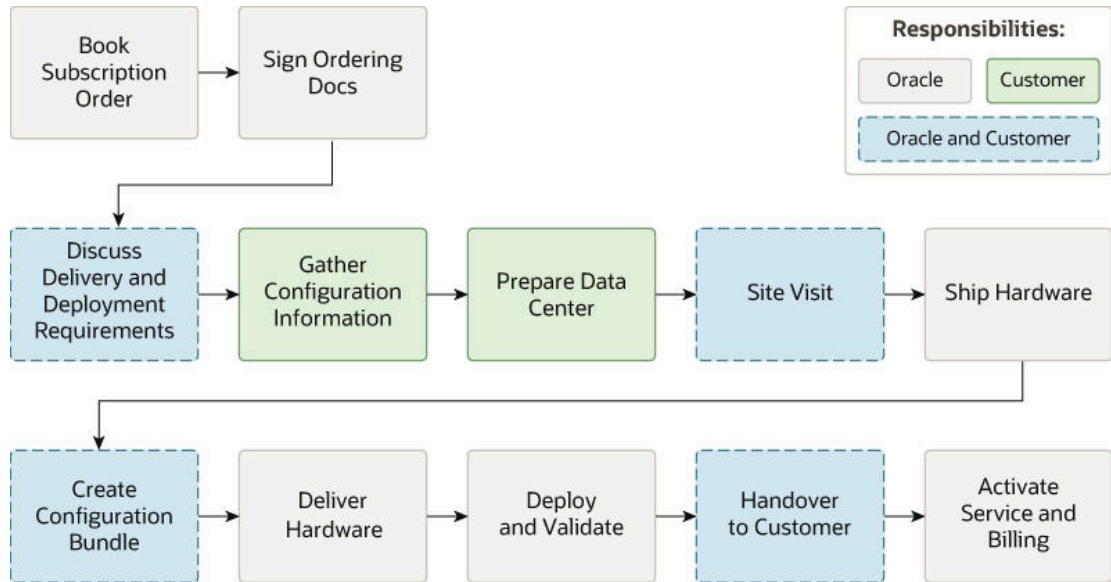 Book
Subscription
Order
Sign Ordering
Docs
Responsibilities:
Oracle
Customer
Oracle and Customer
Discuss
Delivery and
Deployment
Requirements
Gather
Configuration
Information
Prepare Data
Center
Site Visit
Ship Hardware
Create
Configuration
Bundle
Deliver
Hardware
Deploy
and Validate
Handover
to Customer
Activate
Service and
Billing